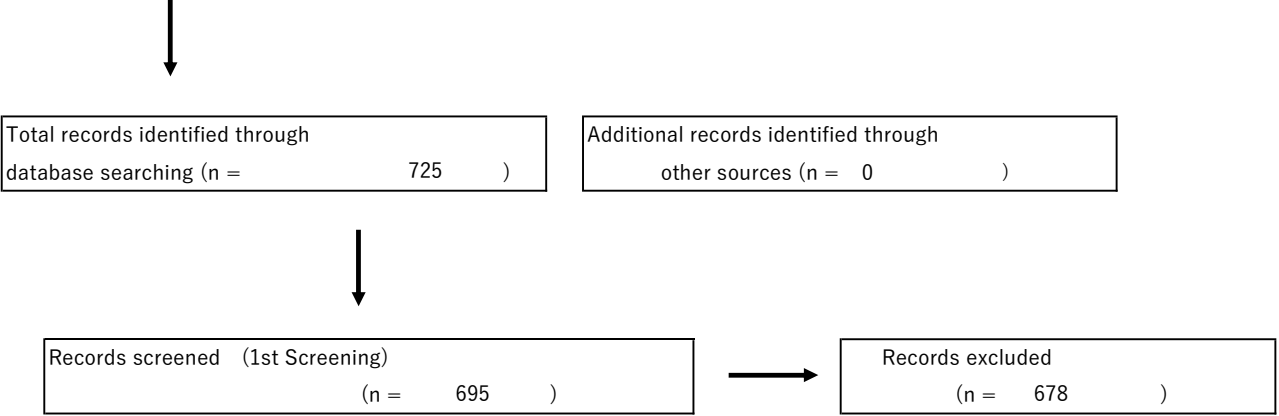 Total records identified through
database searching (n = 725 )
Additional records identified through
other sources (n = 0 )
Records screened (1st Screening)
(n = 695 )
Records excluded
(n = 678 )